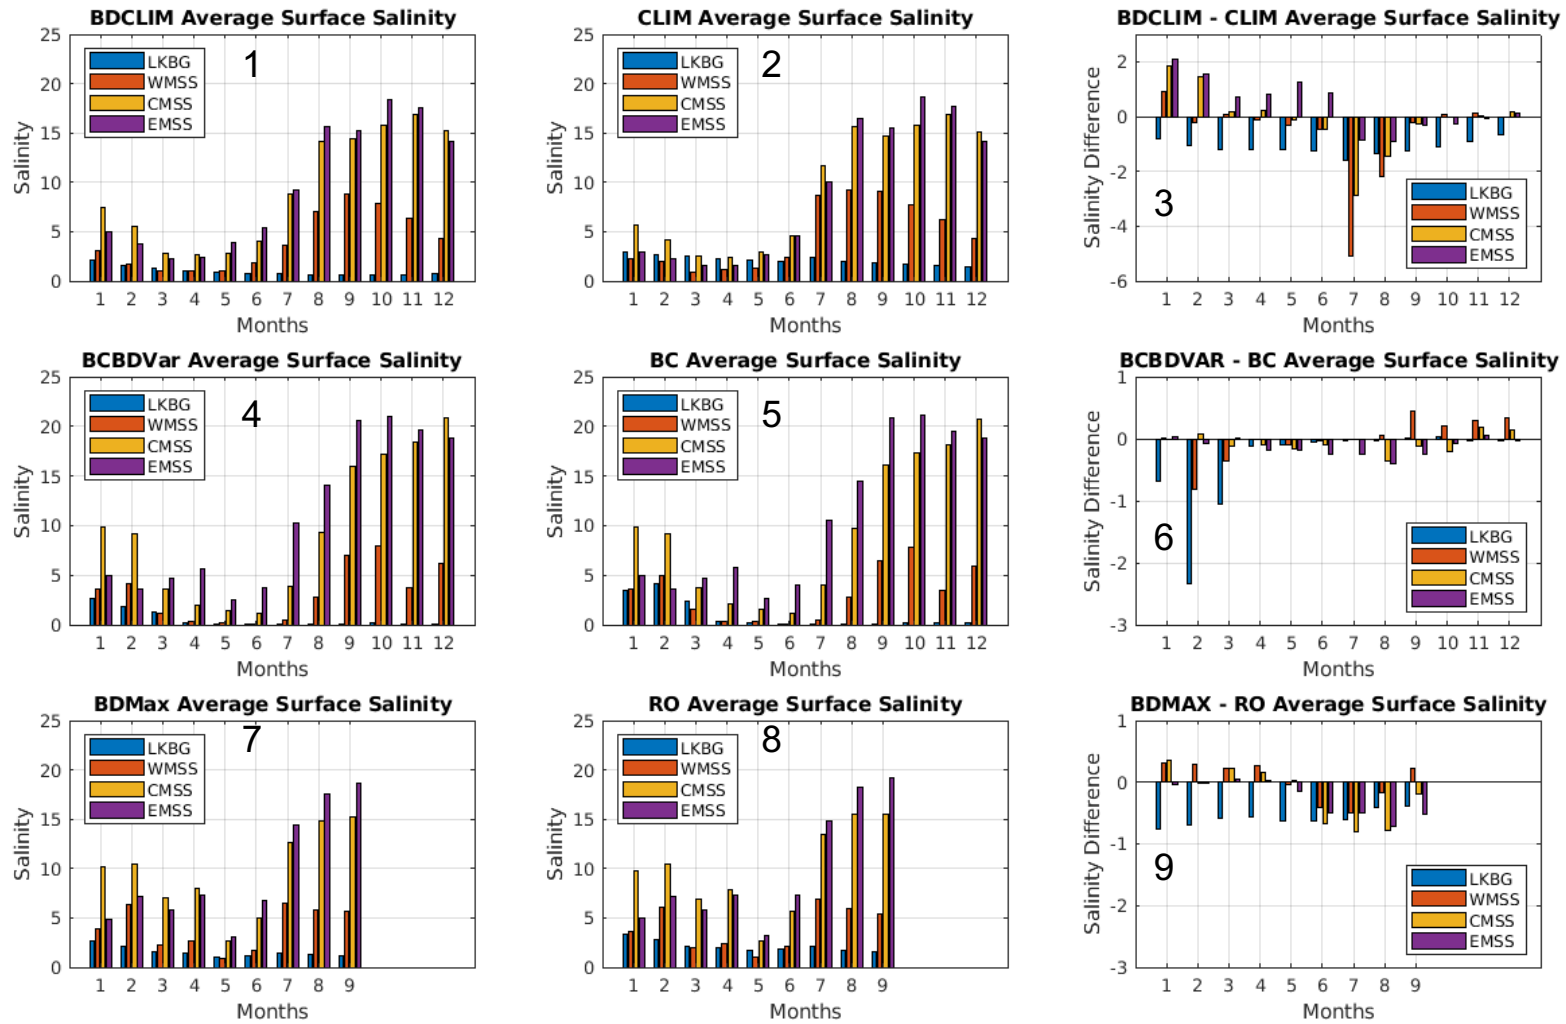 BDCLIM Average Surface Salinity
25
20
15
10
5
0
Salinity
LKBG
WMSS
CMSS
EMSS
1
1 2 3 4 5 6 7 8 9 10 11 12
Months
CLIM Average Surface Salinity
25
20
15
10
5
0
Salinity
LKBG
WMSS
CMSS
EMSS
2
1 2 3 4 5 6 7 8 9 10 11 12
Months
BDCLIM - CLIM Average Surface Salinity
2
0
-2
-4
-6
Salinity Difference
3
LKBG
WMSS
CMSS
EMSS
1 2 3 4 5 6 7 8 9 10 11 12
Months
BCBDVar Average Surface Salinity
25
20
15
10
5
0
Salinity
LKBG
WMSS
CMSS
EMSS
4
1 2 3 4 5 6 7 8 9 10 11 12
Months
BC Average Surface Salinity
25
20
15
10
5
0
Salinity
LKBG
WMSS
CMSS
EMSS
5
1 2 3 4 5 6 7 8 9 10 11 12
Months
BCBDVAR - BC Average Surface Salinity
1
0
-1
-2
-3
Salinity Difference
6
LKBG
WMSS
CMSS
EMSS
1 2 3 4 5 6 7 8 9 10 11 12
Months
BDMax Average Surface Salinity
25
20
15
10
5
0
Salinity
LKBG
WMSS
CMSS
EMSS
7
1 2 3 4 5 6 7 8 9
Months
RO Average Surface Salinity
25
20
15
10
5
0
Salinity
LKBG
WMSS
CMSS
EMSS
8
1 2 3 4 5 6 7 8 9
Months
BDMAX - RO Average Surface Salinity
1
0
-1
-2
-3
Salinity Difference
9
LKBG
WMSS
CMSS
EMSS
1 2 3 4 5 6 7 8 9
Months